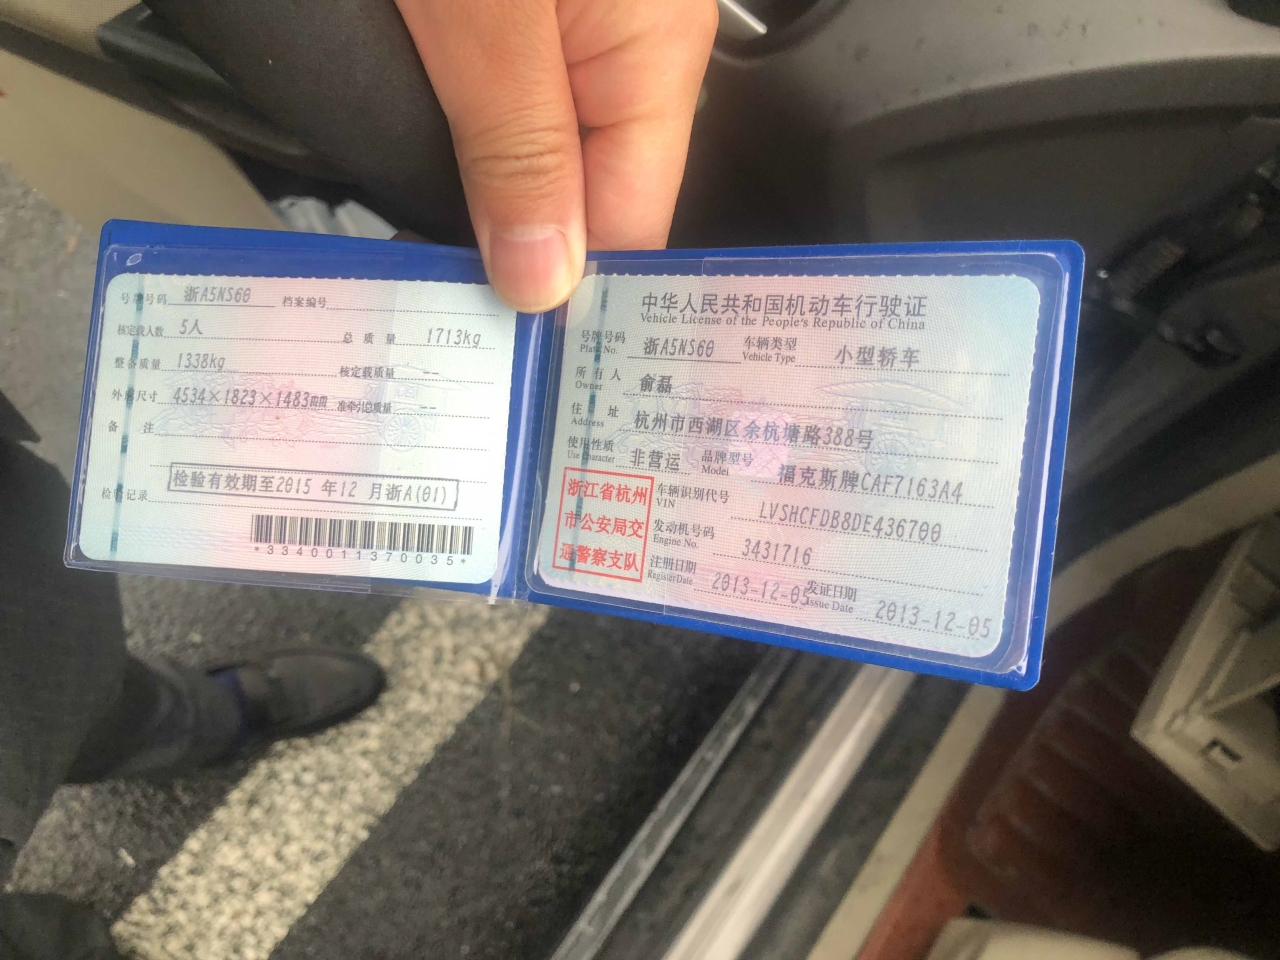 号牌号码 浙A5NS60 档案编号
核定载人数 5人 总质量 1713kg
整备质量 1338kg 核定载质量 --
外廓尺寸 4534×1823×1483mm 准牵引总质量 --
备注
检验有效期至2015年12月浙A(01)
检验记录
*3340011370035*
中华人民共和国机动车行驶证
Vehicle License of the People's Republic of China
号牌号码 浙A5NS60 车辆类型 小型轿车
Plate No. Vehicle Type
所有人 俞磊
Owner
住址 杭州市西湖区余杭塘路388号
Address
使用性质 非营运 品牌型号 福克斯牌CAF7163A4
Use Character Model
浙江省杭州
市公安局交
通警察支队
车辆识别代号 LVSHCFDB8DE436700
VIN
发动机号码 3431716
Engine No.
注册日期 2013-12-05 发证日期 2013-12-05
Register Date Issue Date